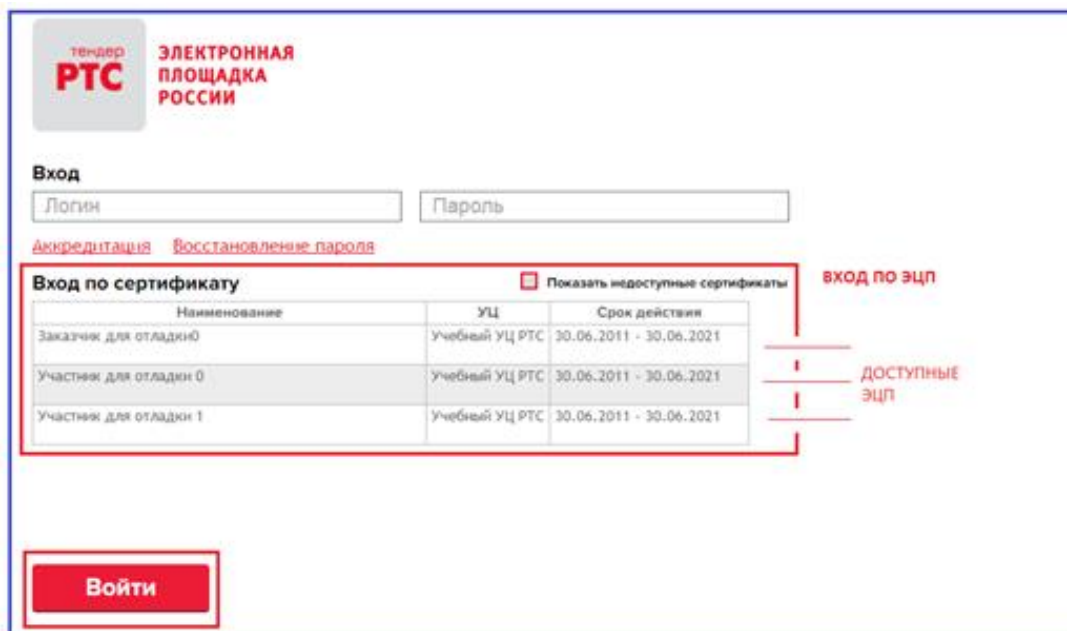 тендер
РТС
ЭЛЕКТРОННАЯ
ПЛОЩАДКА
РОССИИ
Вход
Логин Пароль
Аккредитация Восстановление пароля
Вход по сертификату Показать недоступные сертификаты ВХОД ПО ЭЦП
Наименование УЦ Срок действия
Заказчик для отладки0 Учебный УЦ РТС 30.06.2011 - 30.06.2021
Участник для отладки 0 Учебный УЦ РТС 30.06.2011 - 30.06.2021
ДОСТУПНЫЕ
ЭЦП
Участник для отладки 1 Учебный УЦ РТС 30.06.2011 - 30.06.2021
Войти